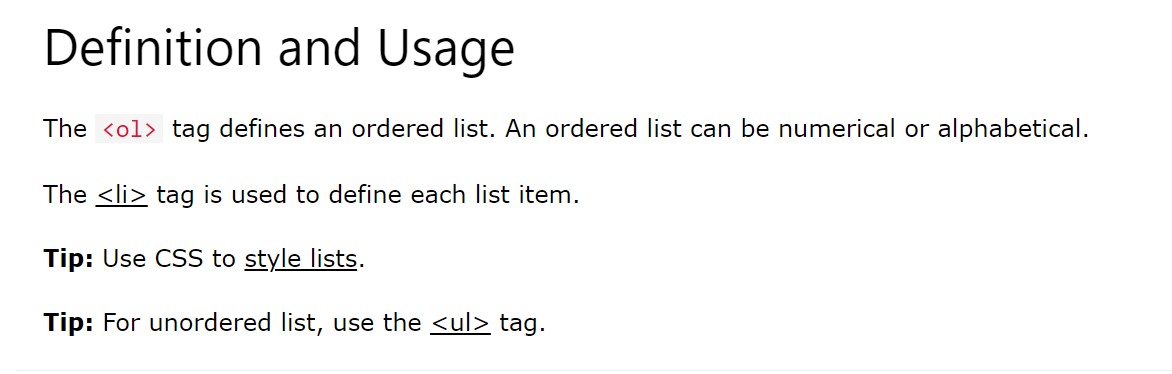 Definition and Usage
The <ol> tag defines an ordered list. An ordered list can be numerical or alphabetical.
The <li> tag is used to define each list item.
Tip: Use CSS to style lists.
Tip: For unordered list, use the <ul> tag.